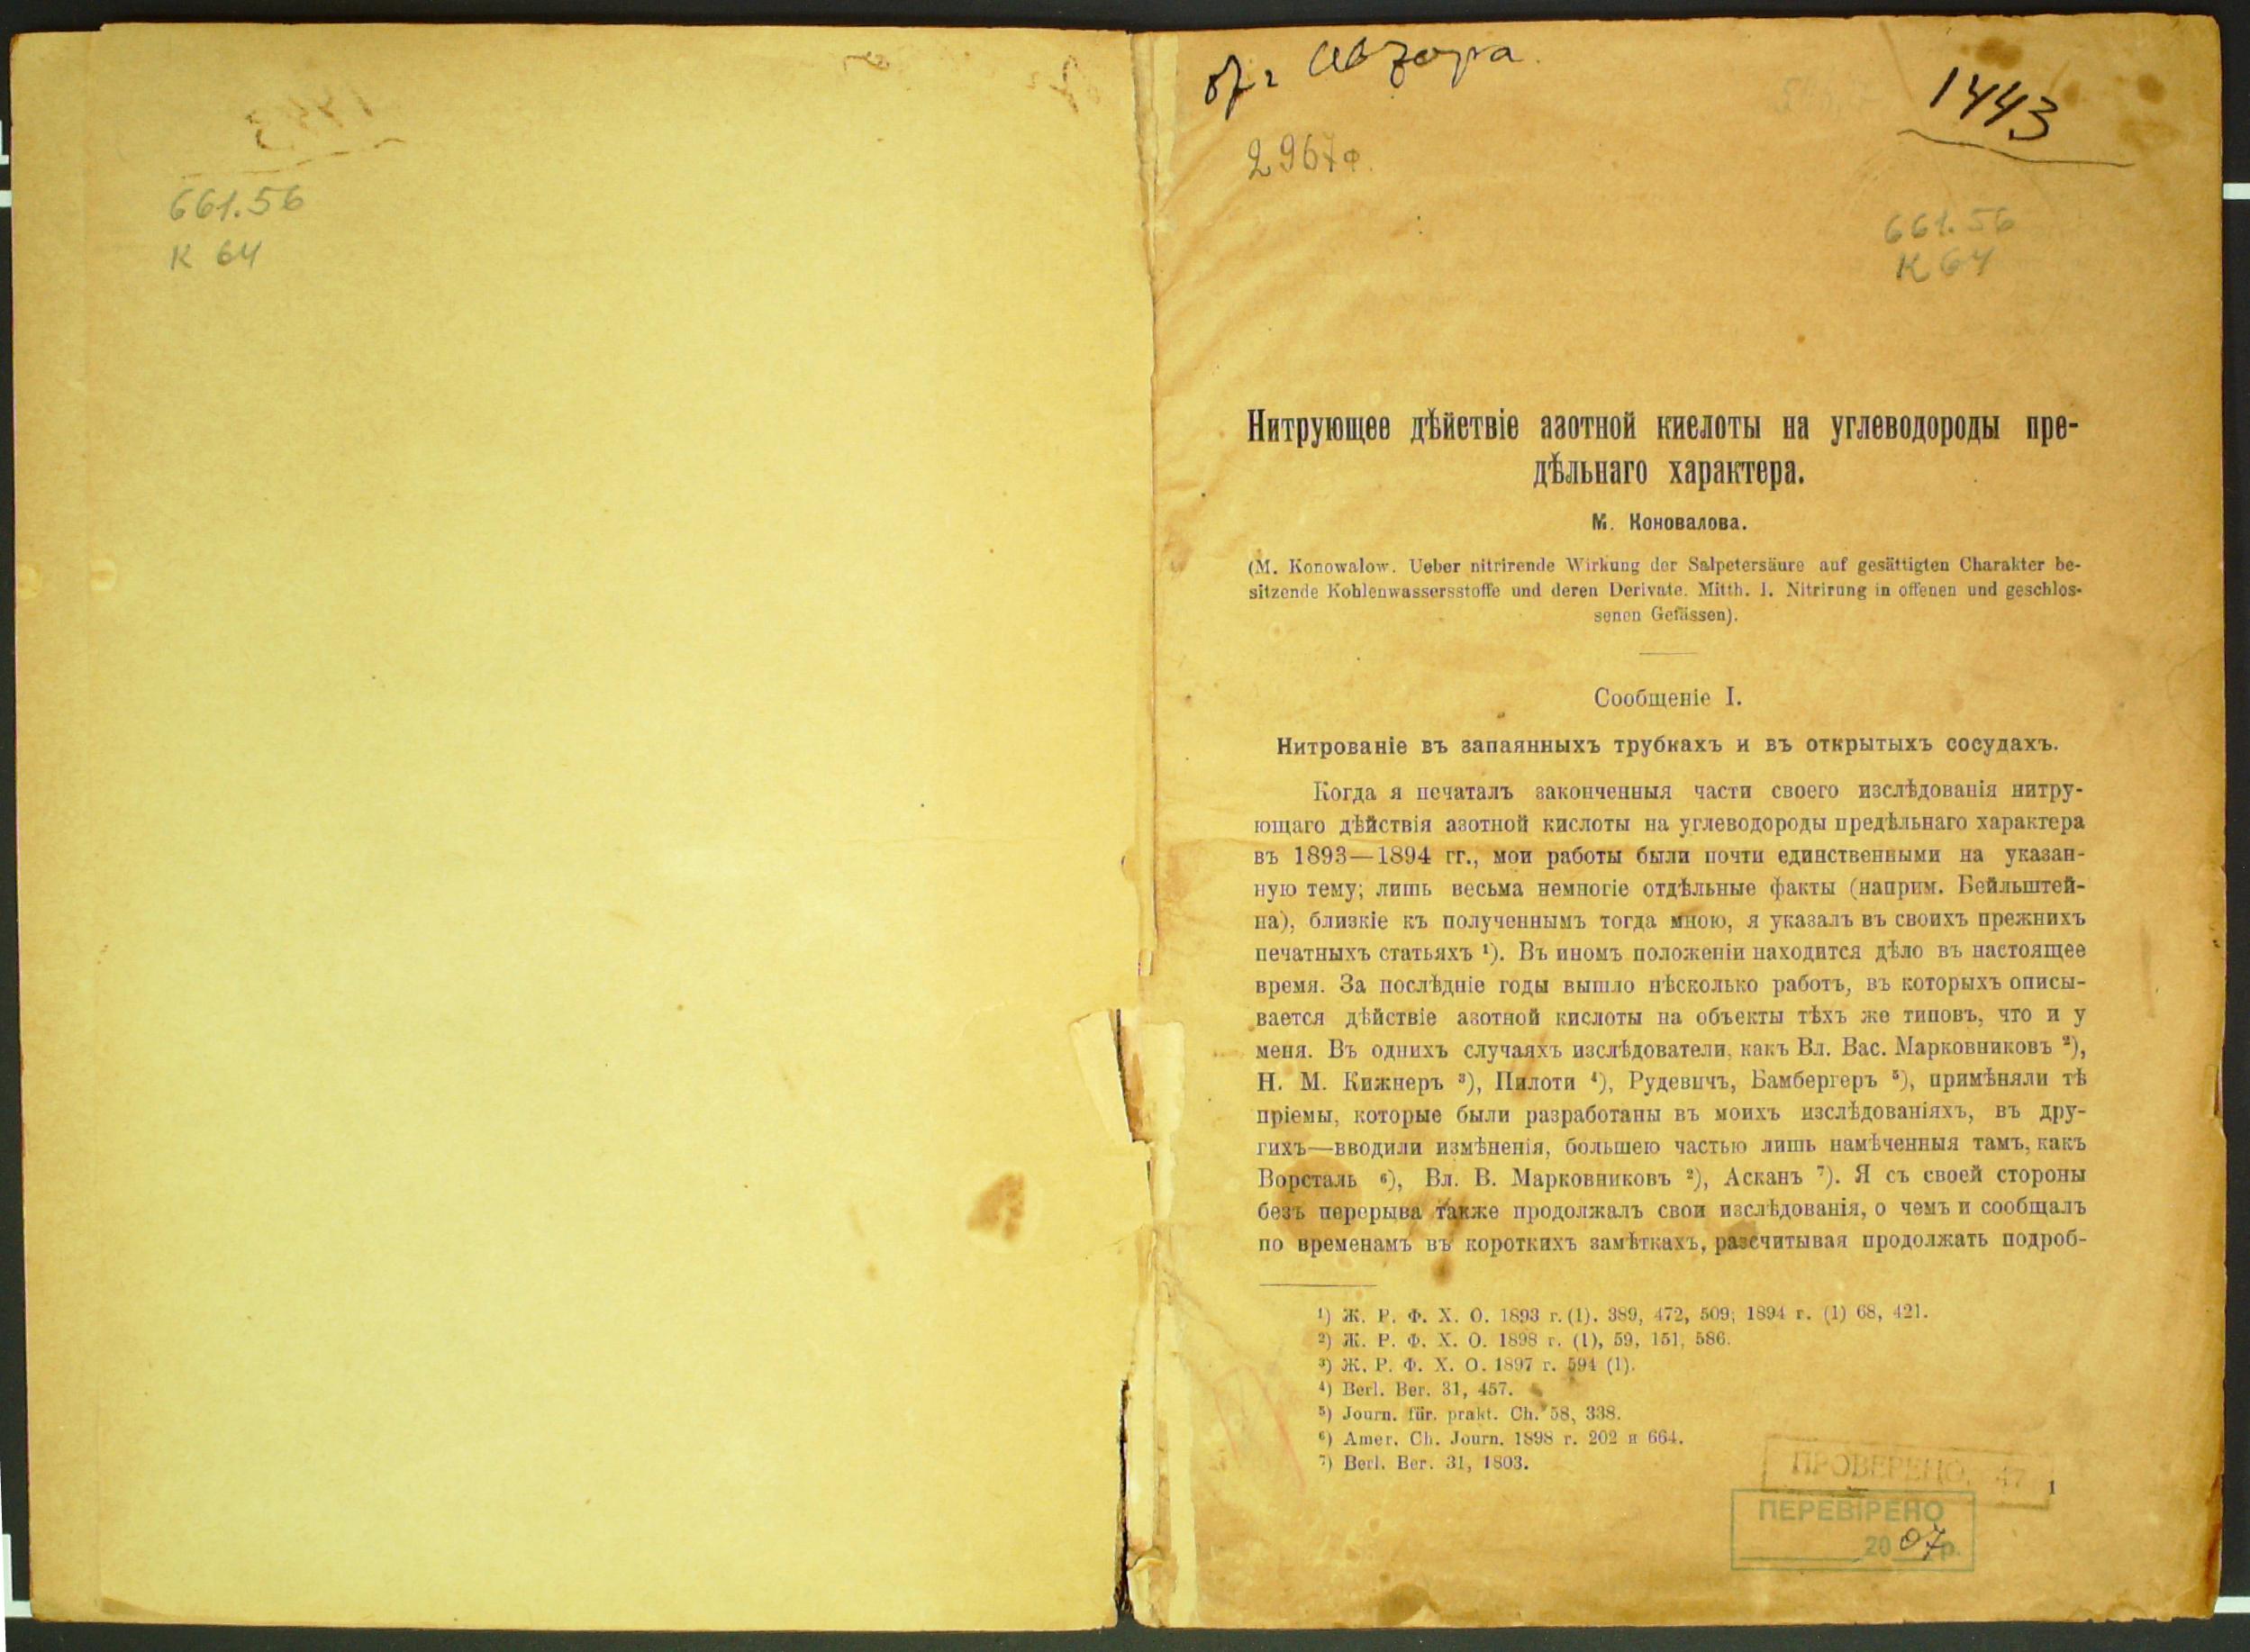 661.56
К 64
отъ Автора.
1443
2967ф.
661.56
К 64
Нитрующее дѣйствіе азотной кислоты на углеводороды пре-
дѣльнаго характера.
М. Коновалова.
(M. Konowalow. Ueber nitrirende Wirkung der Salpetersäure auf gesättigten Charakter be-
sitzende Kohlenwassersstoffe und deren Derivate. Mitth. 1. Nitrirung in offenen und geschlos-
senen Gefässen).
Сообщеніе I.
Нитрованіе въ запаянныхъ трубкахъ и въ открытыхъ сосудахъ.
Когда я печаталъ законченныя части своего изслѣдованія нитру-
ющаго дѣйствія азотной кислоты на углеводороды предѣльнаго характера
въ 1893—1894 гг., мои работы были почти единственными на указан-
ную тему; лишь весьма немногіе отдѣльные факты (наприм. Бейльштей-
на), близкіе къ полученнымъ тогда мною, я указалъ въ своихъ прежнихъ
печатныхъ статьяхъ ¹). Въ иномъ положеніи находится дѣло въ настоящее
время. За послѣдніе годы вышло нѣсколько работъ, въ которыхъ описы-
вается дѣйствіе азотной кислоты на объекты тѣхъ же типовъ, что и у
меня. Въ однихъ случаяхъ изслѣдователи, какъ Вл. Вас. Марковниковъ ²),
Н. М. Кижнеръ ³), Пилоти ⁴), Рудевичъ, Бамбергеръ ⁵), примѣняли тѣ
пріемы, которые были разработаны въ моихъ изслѣдованіяхъ, въ дру-
гихъ—вводили измѣненія, большею частью лишь намѣченныя тамъ, какъ
Ворсталь ⁶), Вл. В. Марковниковъ ²), Асканъ ⁷). Я съ своей стороны
безъ перерыва также продолжалъ свои изслѣдованія, о чемъ и сообщалъ
по временамъ въ короткихъ замѣткахъ, разсчитывая продолжать подроб-
¹) Ж. Р. Ф. Х. О. 1893 г. (1). 389, 472, 509; 1894 г. (1) 68, 421.
²) Ж. Р. Ф. Х. О. 1898 г. (1), 59, 151, 586.
³) Ж. Р. Ф. Х. О. 1897 г. 594 (1).
⁴) Berl. Ber. 31, 457.
⁵) Journ. für. prakt. Ch. 58, 338.
⁶) Amer. Ch. Journ. 1898 г. 202 и 664.
⁷) Berl. Ber. 31, 1803.
ПРОВЕРЕНО. 47
1
ПЕРЕВІРЕНО
20 07 р.